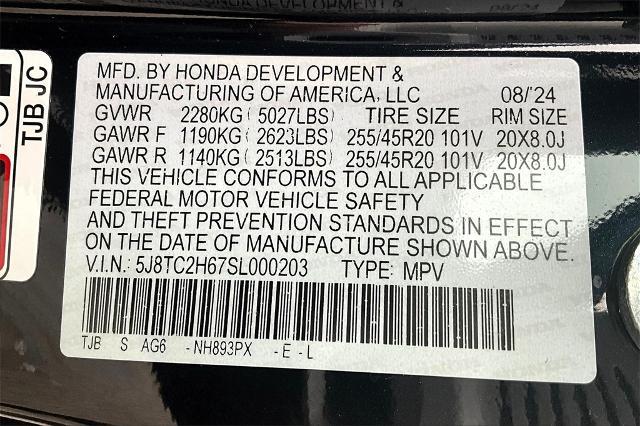 MFD. BY HONDA DEVELOPMENT &
MANUFACTURING OF AMERICA, LLC 08/'24
GVWR 2280KG (5027LBS) TIRE SIZE RIM SIZE
GAWR F 1190KG (2623LBS) 255/45R20 101V 20X8.0J
GAWR R 1140KG (2513LBS) 255/45R20 101V 20X8.0J
THIS VEHICLE CONFORMS TO ALL APPLICABLE
FEDERAL MOTOR VEHICLE SAFETY
AND THEFT PREVENTION STANDARDS IN EFFECT
ON THE DATE OF MANUFACTURE SHOWN ABOVE.
V.I.N: 5J8TC2H67SL000203 TYPE: MPV
TJB S AG6 -NH893PX -E-L
TJB JC